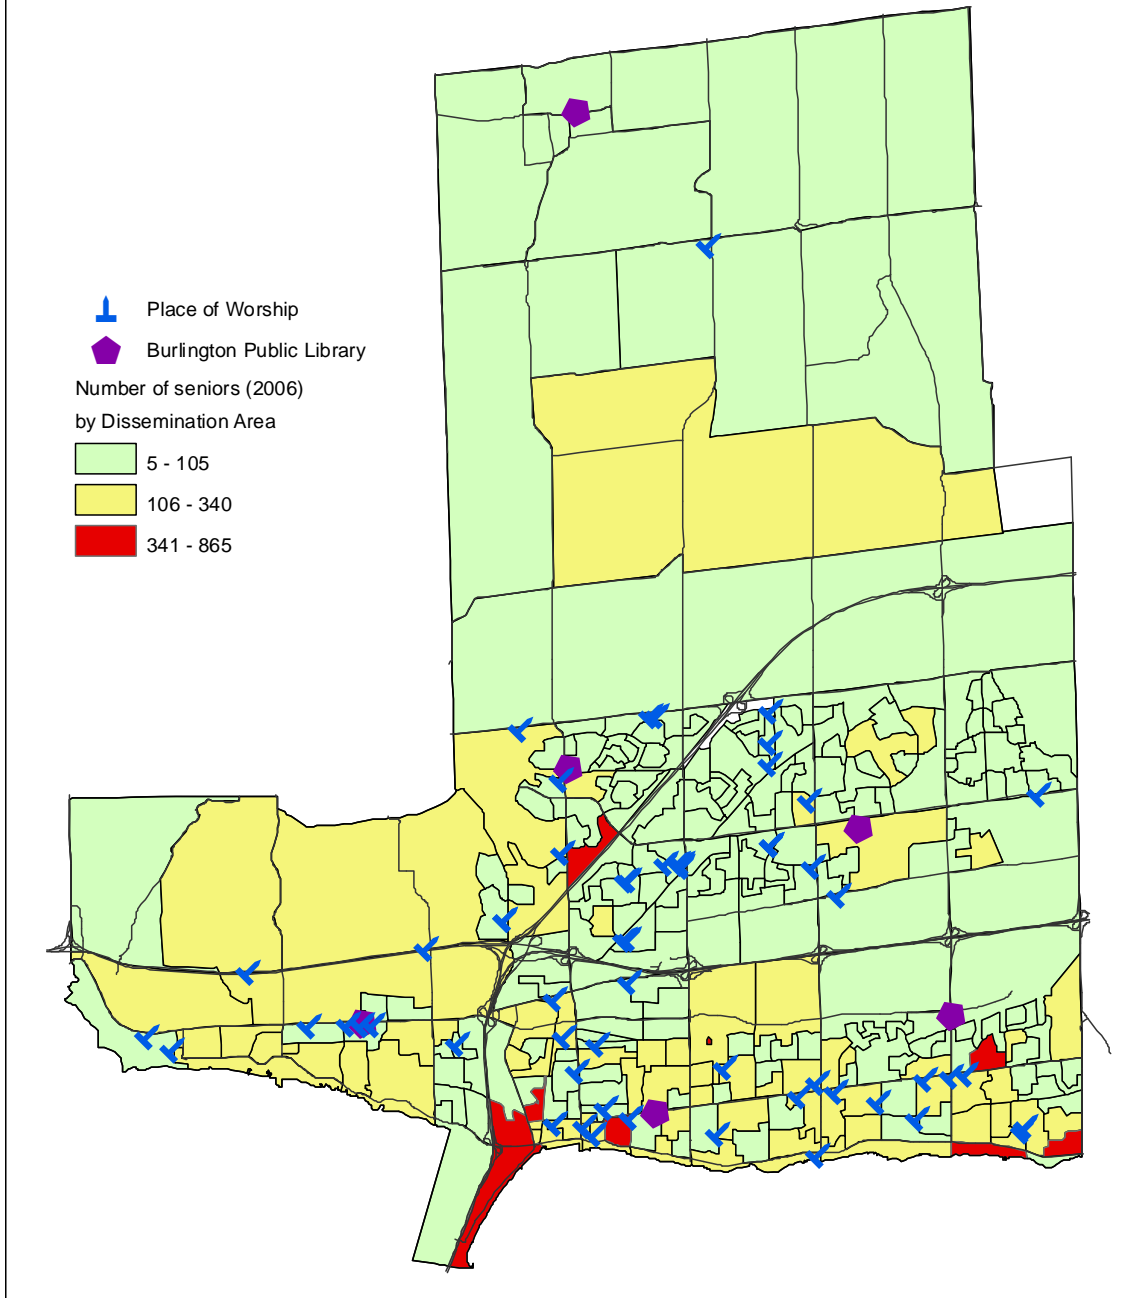 Place of Worship
Burlington Public Library
Number of seniors (2006)
by Dissemination Area
5 - 105
106 - 340
341 - 865